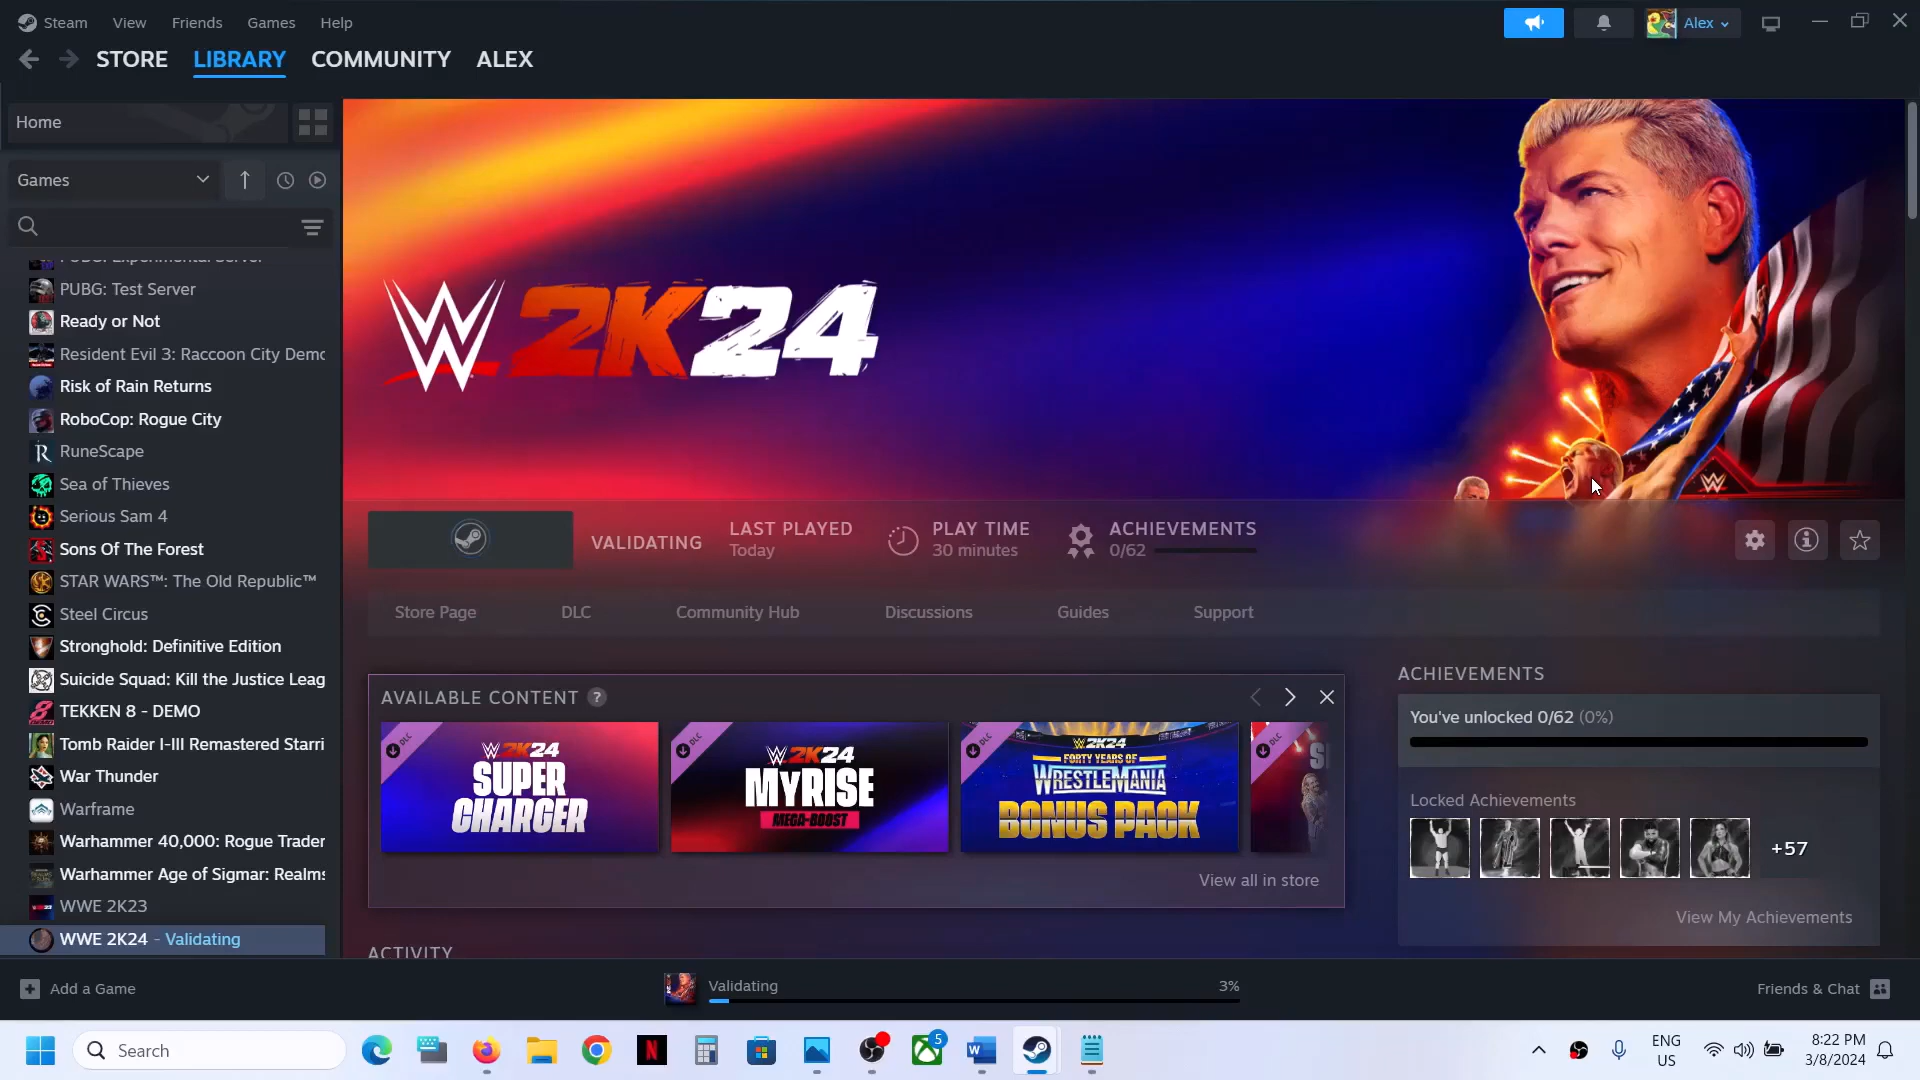 Steam View Friends Games Help Alex
STORE LIBRARY COMMUNITY ALEX
Home
Games
PUBG: Experimental Server
PUBG: Test Server
Ready or Not
Resident Evil 3: Raccoon City Demo
Risk of Rain Returns
RoboCop: Rogue City
RuneScape
Sea of Thieves
Serious Sam 4
Sons Of The Forest
STAR WARS™: The Old Republic™
Steel Circus
Stronghold: Definitive Edition
Suicide Squad: Kill the Justice Leag
TEKKEN 8 - DEMO
Tomb Raider I-III Remastered Starri
War Thunder
Warframe
Warhammer 40,000: Rogue Trader
Warhammer Age of Sigmar: Realms
WWE 2K23
WWE 2K24 - Validating
W 2K24
VALIDATING
LAST PLAYED
Today
PLAY TIME
30 minutes
ACHIEVEMENTS
0/62
Store Page DLC Community Hub Discussions Guides Support
AVAILABLE CONTENT ?
DLC
W 2K24
SUPER
CHARGER
DLC
W 2K24
MYRISE
MEGA-BOOST
DLC
W 2K24
FORTY YEARS OF
WRESTLEMANIA
BONUS PACK
DLC
View all in store
ACHIEVEMENTS
You've unlocked 0/62 (0%)
Locked Achievements
+57
View My Achievements
ACTIVITY
Add a Game
Validating 3%
Friends & Chat
Search
5
ENG
US
8:22 PM
3/8/2024